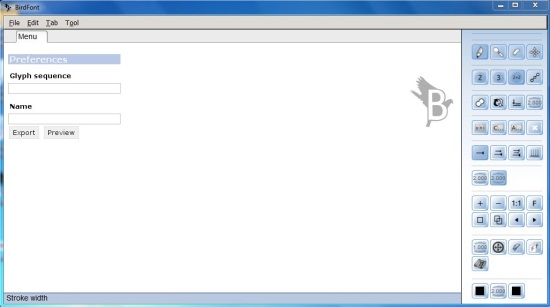 BirdFont
File Edit Tab Tool
Menu
Preferences
Glyph sequence
Name
Export Preview
B
2 3
+ - 1:1 F
Stroke width